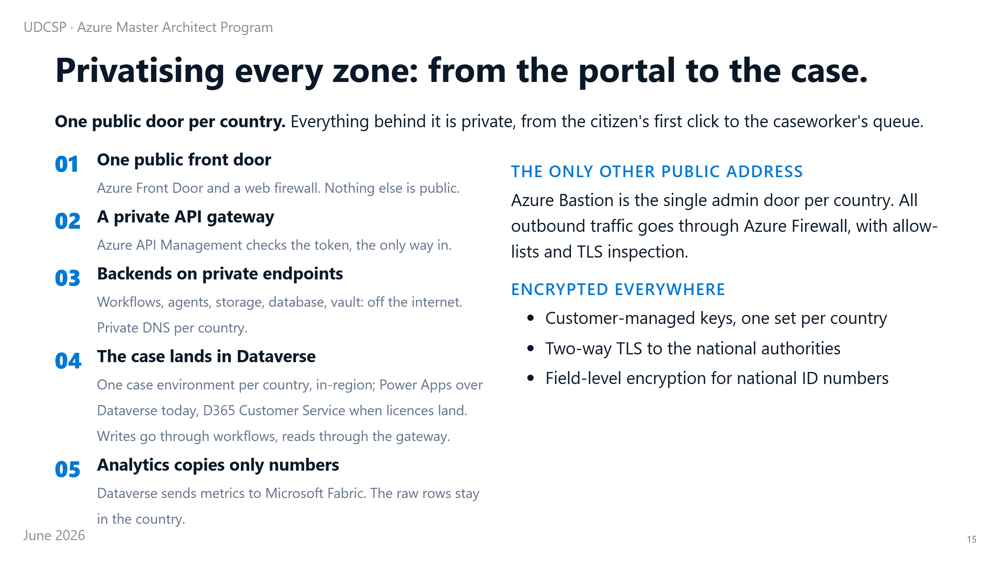 UDCSP · Azure Master Architect Program
Privatising every zone: from the portal to the case.
One public door per country. Everything behind it is private, from the citizen's first click to the caseworker's queue.
01 One public front door
Azure Front Door and a web firewall. Nothing else is public.
02 A private API gateway
Azure API Management checks the token, the only way in.
03 Backends on private endpoints
Workflows, agents, storage, database, vault: off the internet.
Private DNS per country.
04 The case lands in Dataverse
One case environment per country, in-region; Power Apps over
Dataverse today, D365 Customer Service when licences land.
Writes go through workflows, reads through the gateway.
05 Analytics copies only numbers
Dataverse sends metrics to Microsoft Fabric. The raw rows stay
in the country.
THE ONLY OTHER PUBLIC ADDRESS
Azure Bastion is the single admin door per country. All
outbound traffic goes through Azure Firewall, with allow-
lists and TLS inspection.
ENCRYPTED EVERYWHERE
• Customer-managed keys, one set per country
• Two-way TLS to the national authorities
• Field-level encryption for national ID numbers
June 2026
15